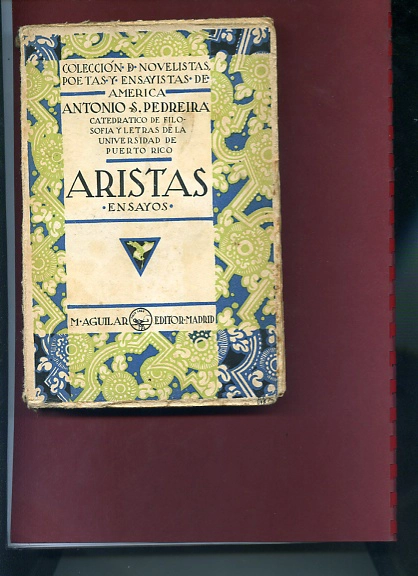 COLECCIÓN·D·NOVELISTAS,
POETAS·Y·ENSAYISTAS·DE
AMERICA
ANTONIO·S·PEDREIRA
CATEDRATICO DE FILO-
SOFIA Y LETRAS DE LA
UNIVERSIDAD DE
PUERTO RICO
ARISTAS
·ENSAYOS·
M·AGUILAR EDITOR·MADRID